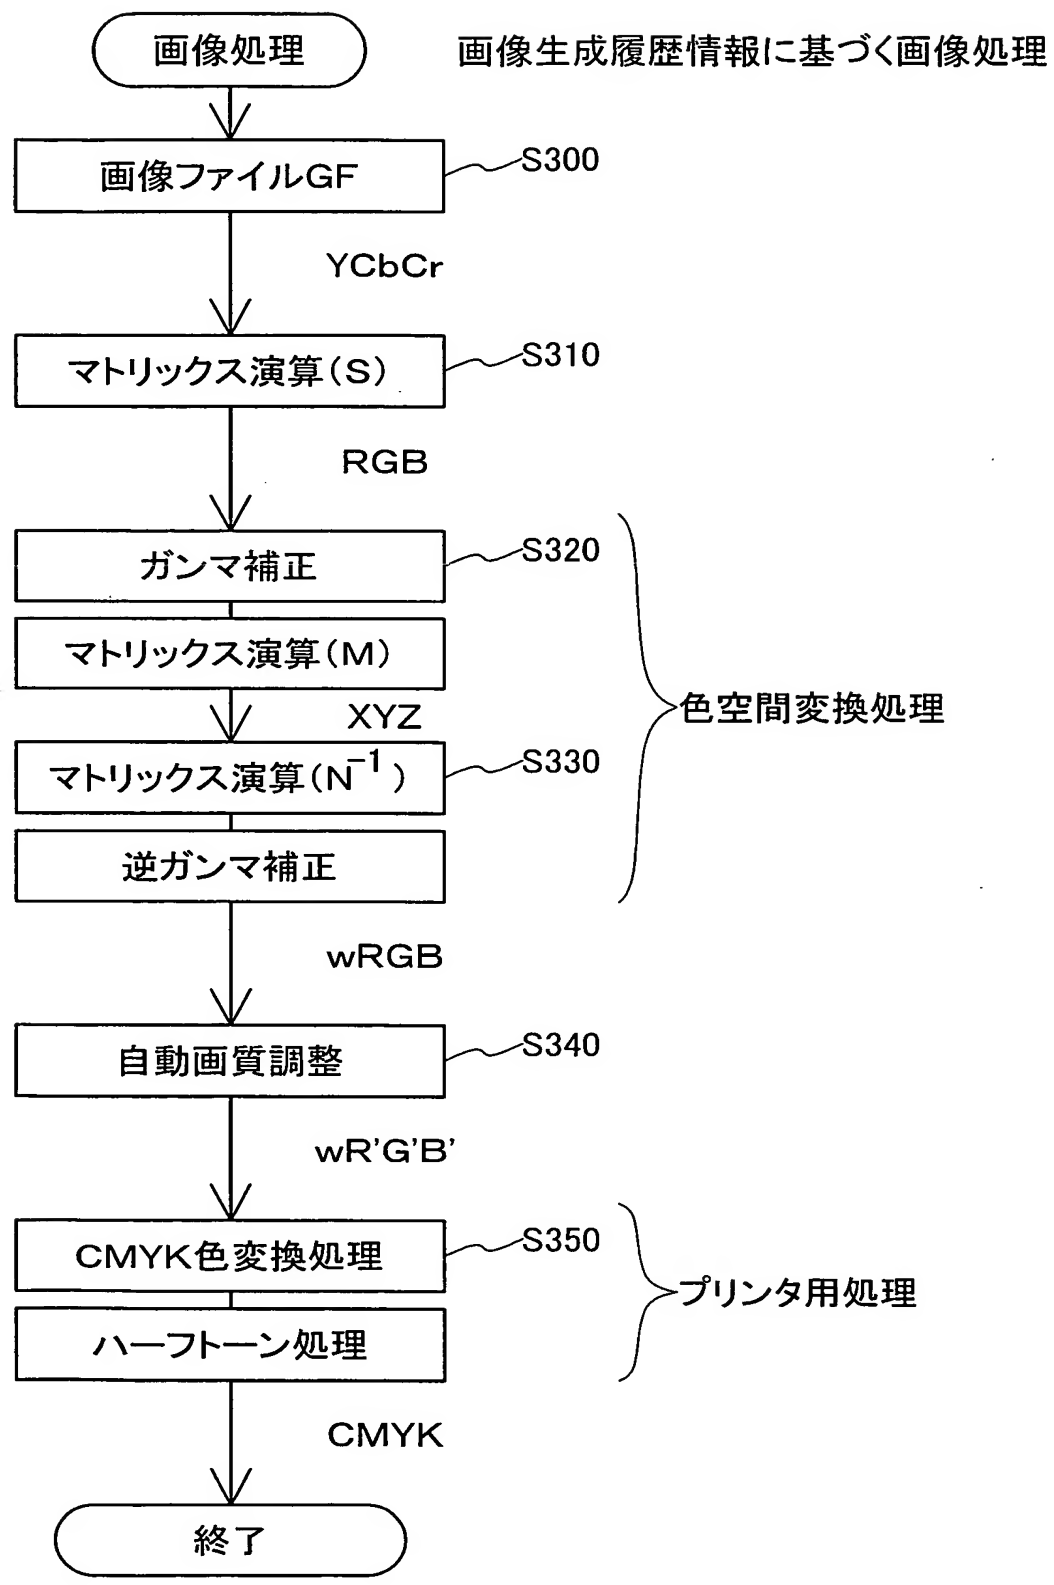 画像処理
画像生成履歴情報に基づく画像処理
画像ファイルGF
S300
YCbCr
マトリックス演算(S)
S310
RGB
ガンマ補正
S320
マトリックス演算(M)
XYZ
色空間変換処理
マトリックス演算(N⁻¹)
S330
逆ガンマ補正
wRGB
自動画質調整
S340
wR'G'B'
CMYK色変換処理
S350
プリンタ用処理
ハーフトーン処理
CMYK
終了